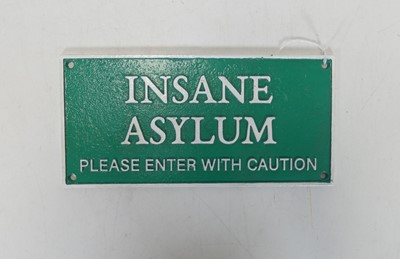 INSANE
ASYLUM
PLEASE ENTER WITH CAUTION